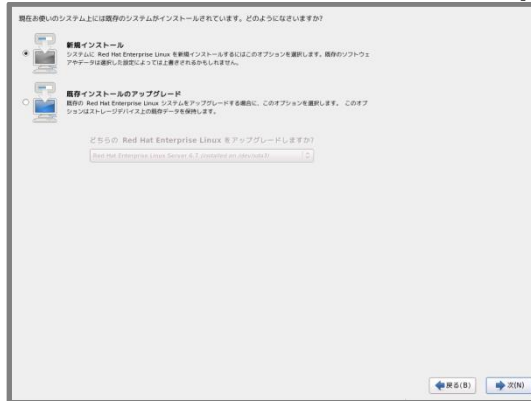 現在お使いのシステム上には既存のシステムがインストールされています。どのようになさいますか?
新規インストール
システムに Red Hat Enterprise Linux を新規インストールするにはこのオプションを選択します。既存のソフトウェ
アやデータは選択した設定によっては上書きされるかもしれません。
既存インストールのアップグレード
既存の Red Hat Enterprise Linux システムをアップグレードする場合に、このオプションを選択します。 このオプ
ションはストレージデバイス上の既存データを保持します。
どちらの Red Hat Enterprise Linux をアップグレードしますか?
Red Hat Enterprise Linux Server 6.7 (installed on /dev/sda3)
戻る(B)
次(N)